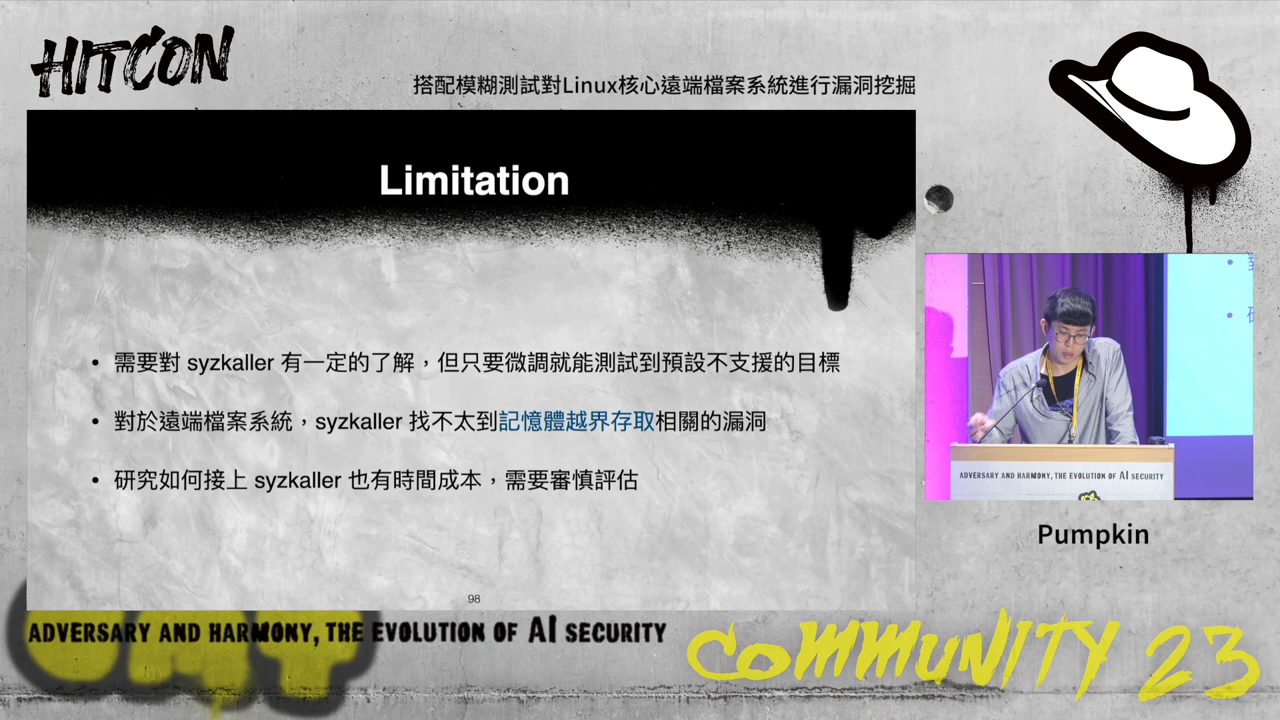 HITCON
搭配模糊測試對Linux核心遠端檔案系統進行漏洞挖掘
Limitation
• 需要對 syzkaller 有一定的了解，但只要微調就能測試到預設不支援的目標
• 對於遠端檔案系統，syzkaller 找不太到記憶體越界存取相關的漏洞
• 研究如何接上 syzkaller 也有時間成本，需要審慎評估
98
ADVERSARY AND HARMONY, THE EVOLUTION OF AI SECURITY
Pumpkin
ADVERSARY AND HARMONY, THE EVOLUTION OF AI SECURITY
COMMUNITY 23